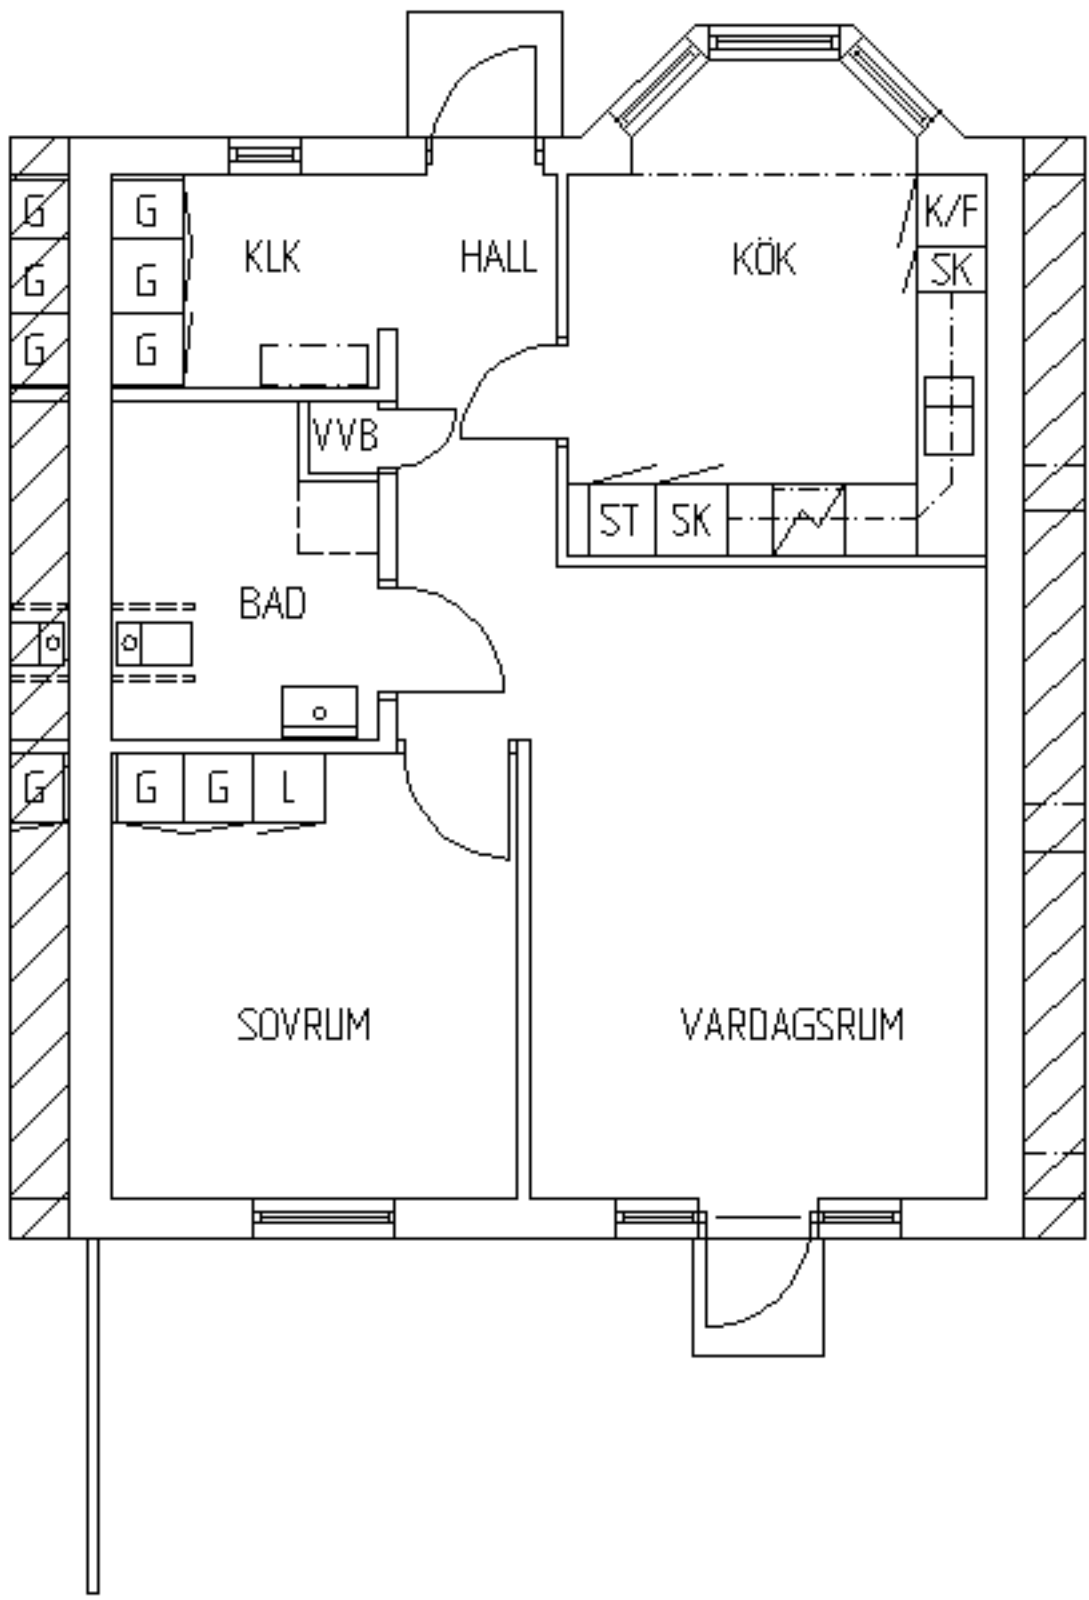 G G K/F
KLK HALL KÖK
G G SK
G G
VVB
ST SK
BAD
G G G L
SOVRUM VARDAGSRUM